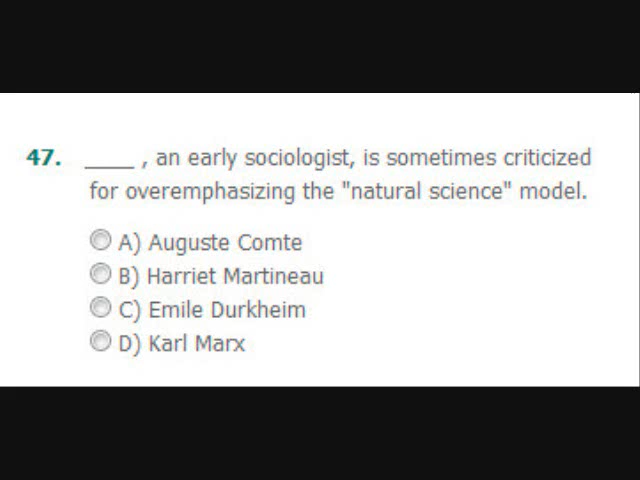 47. ____ , an early sociologist, is sometimes criticized
for overemphasizing the "natural science" model.
A) Auguste Comte
B) Harriet Martineau
C) Emile Durkheim
D) Karl Marx